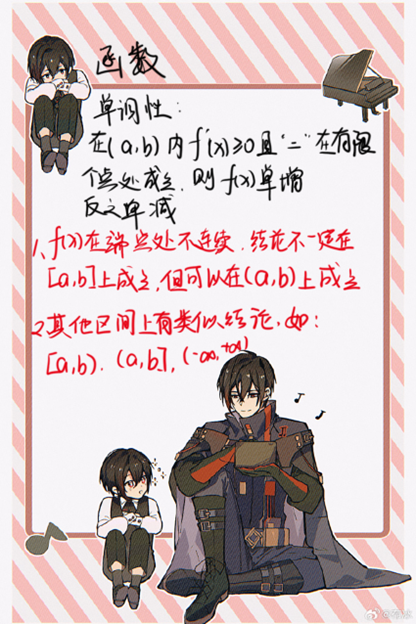 函数
单调性:
在(a,b)内f'(x)≥0且"="在有限
个点处成立,则f(x)单增
反之单减
1、f(x)在端点处不连续,结论不一定在
[a,b]上成立,但可以在(a,b)上成立
2、其他区间上有类似结论,如:
[a,b).(a,b],(-∞,+∞)